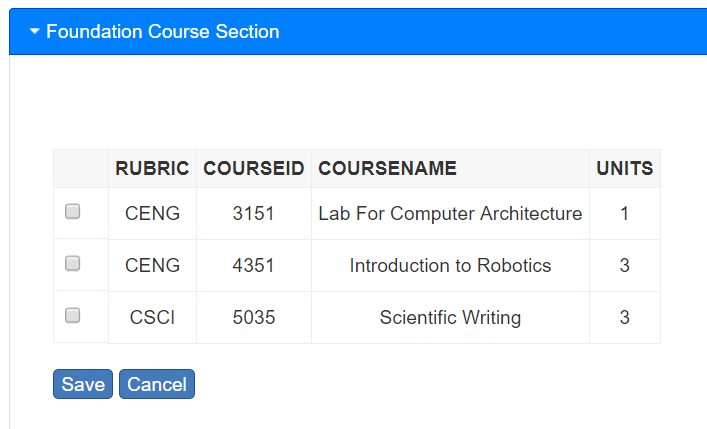 Foundation Course Section
RUBRIC COURSEID COURSENAME UNITS
CENG 3151 Lab For Computer Architecture 1
CENG 4351 Introduction to Robotics 3
CSCI 5035 Scientific Writing 3
Save Cancel